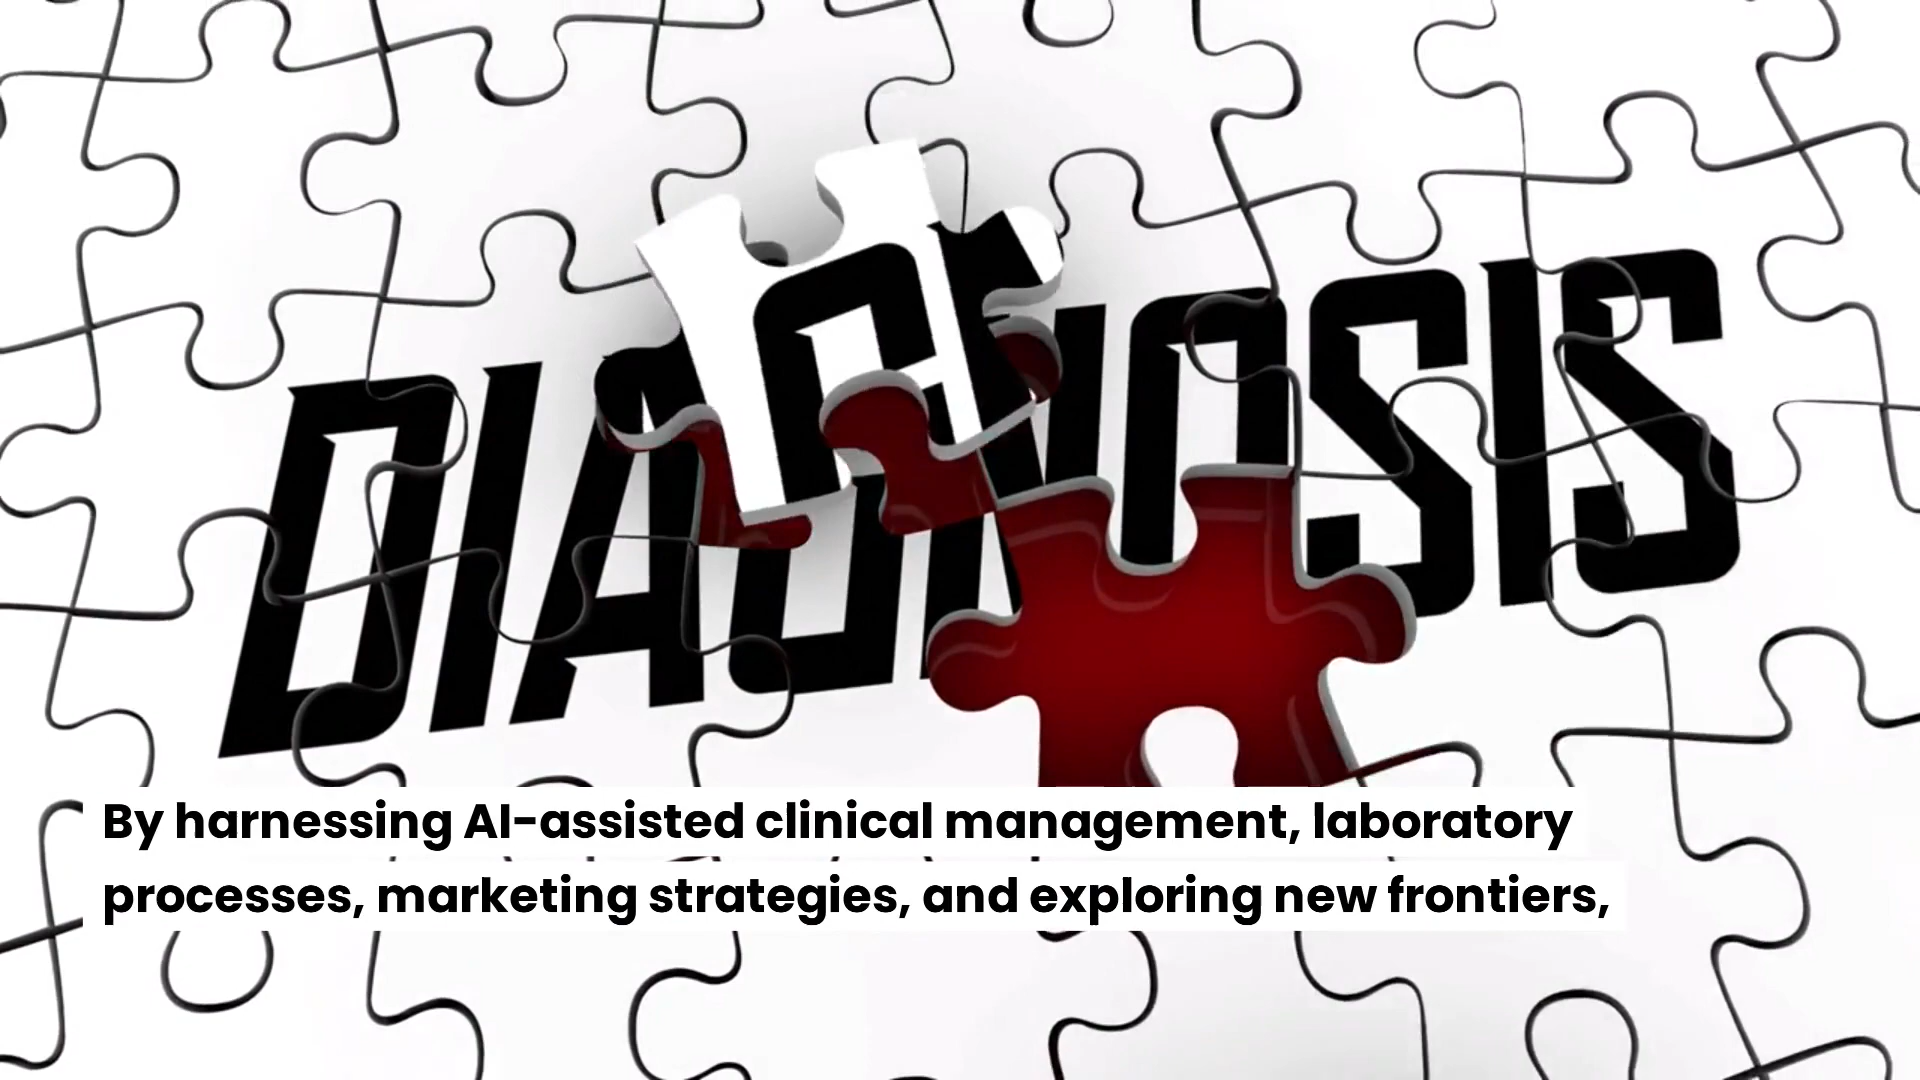 DIAGNOSIS
By harnessing AI-assisted clinical management, laboratory
processes, marketing strategies, and exploring new frontiers,